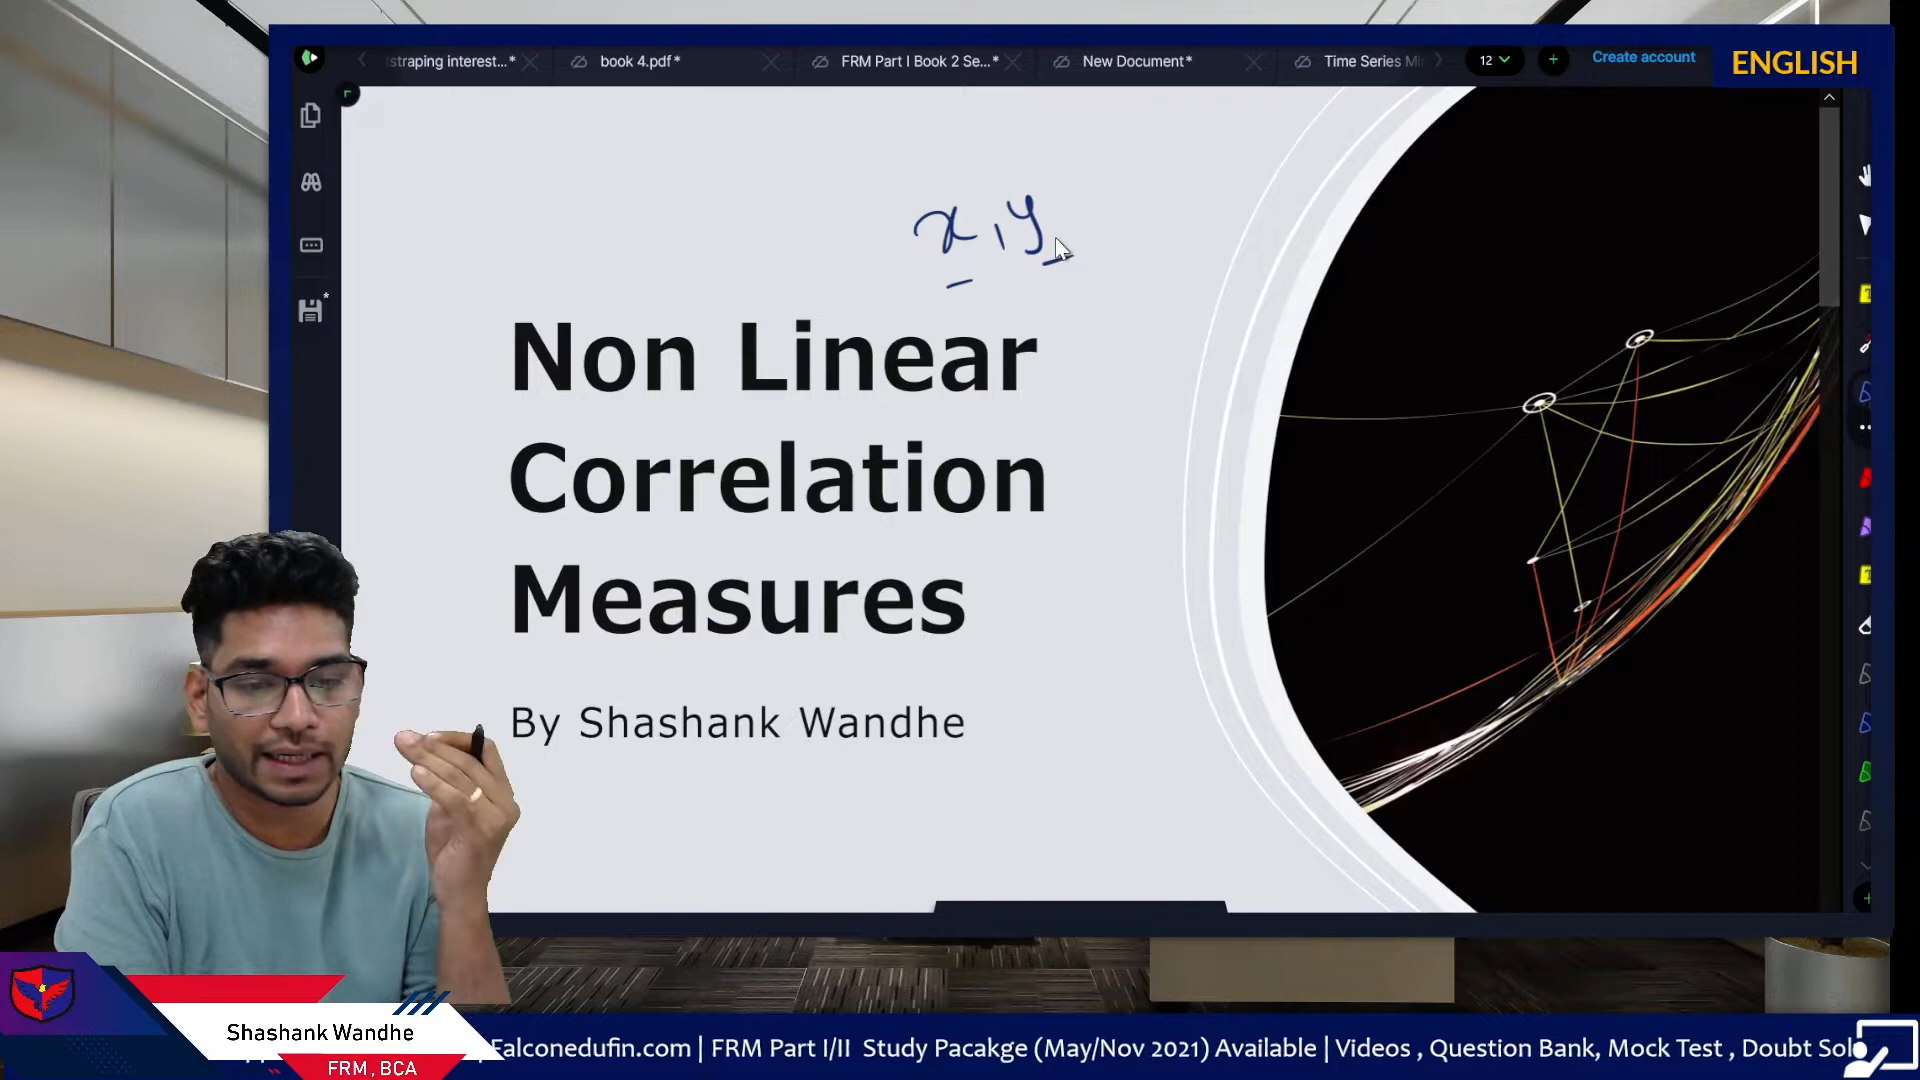 straping interest...*
book 4.pdf*
FRM Part I Book 2 Se...*
New Document*
Time Series Mi
12
Create account
ENGLISH
x, y
Non Linear
Correlation
Measures
By Shashank Wandhe
Shashank Wandhe
FRM, BCA
| Falconedufin.com | FRM Part I/II Study Pacakge (May/Nov 2021) Available | Videos , Question Bank, Mock Test , Doubt Sol